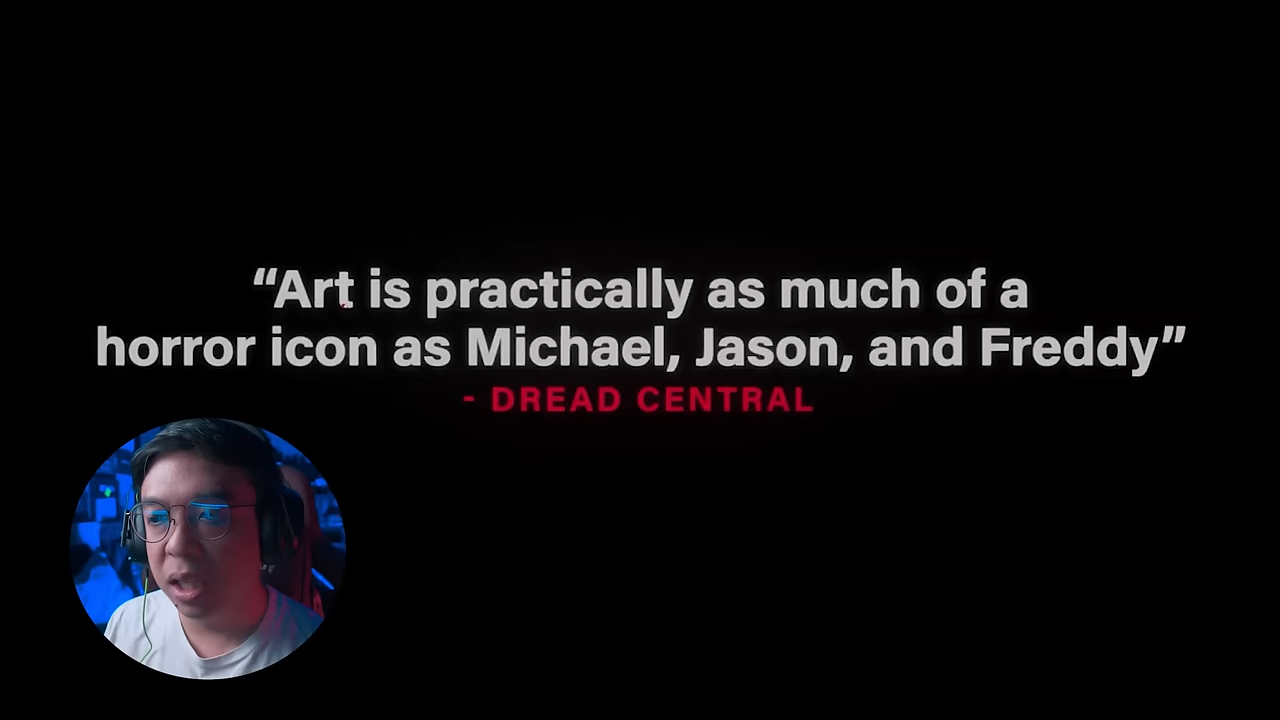 “Art is practically as much of a
horror icon as Michael, Jason, and Freddy”
- DREAD CENTRAL